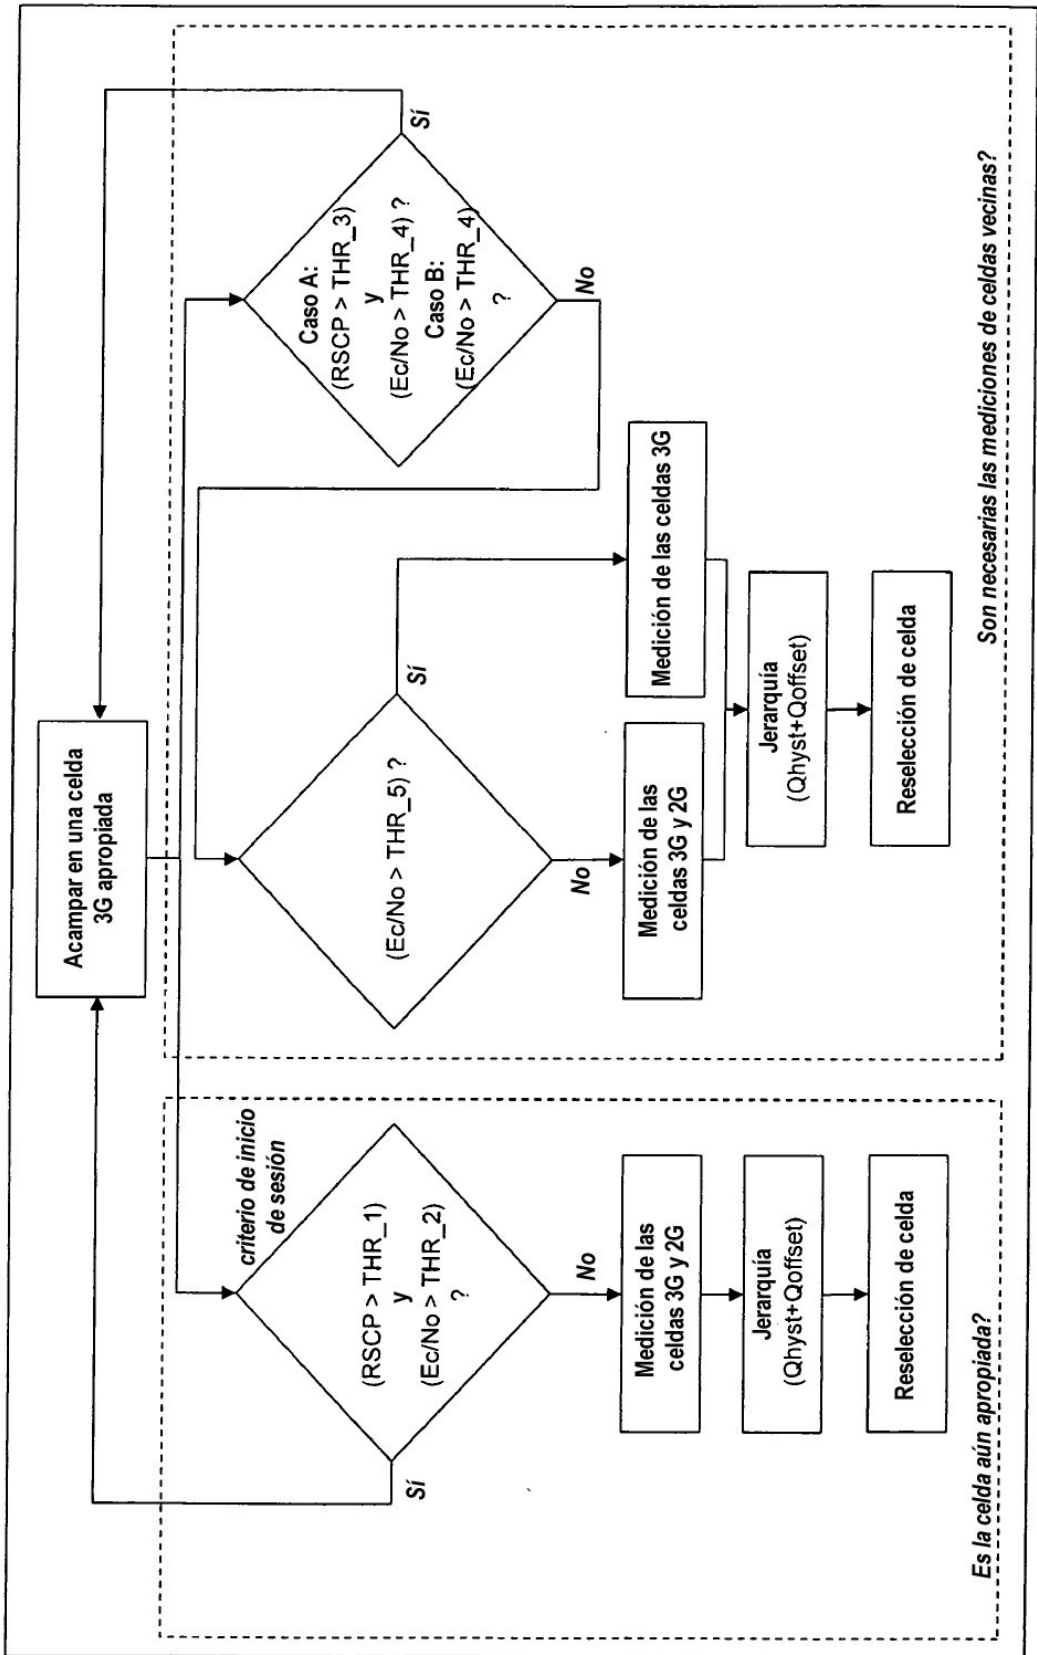 Acampar en una celda
3G apropiada
criterio de inicio
de sesión
(RSCP > THR_1)
y
(Ec/No > THR_2)
?
Sí
No
Medición de las
celdas 3G y 2G
Jerarquía
(Qhyst+Qoffset)
Reselección de celda
Es la celda aún apropiada?
(Ec/No > THR_5) ?
Sí
No
Medición de las
celdas 3G y 2G
Medición de las celdas 3G
Jerarquía
(Qhyst+Qoffset)
Reselección de celda
Caso A:
(RSCP > THR_3)
y
(Ec/No > THR_4) ?
Caso B:
(Ec/No > THR_4)
?
Sí
No
Son necesarias las mediciones de celdas vecinas?